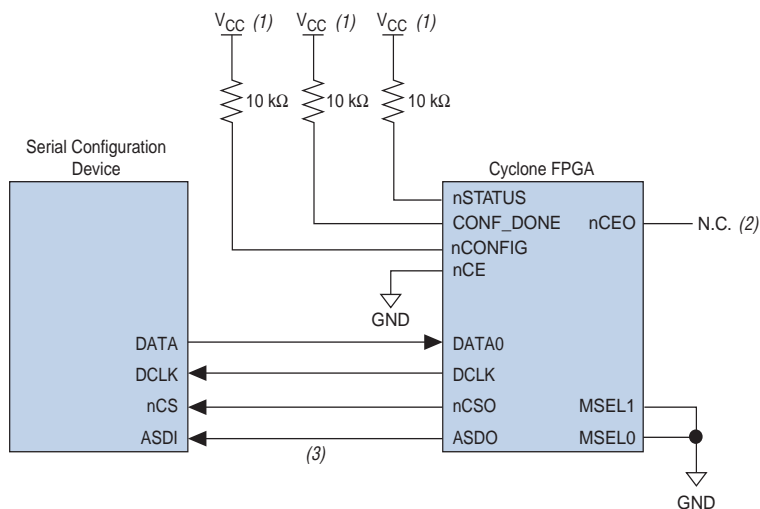 VCC (1) VCC (1) VCC (1)
10 kΩ 10 kΩ 10 kΩ
Serial Configuration
Device
Cyclone FPGA
nSTATUS
CONF_DONE nCEO N.C. (2)
nCONFIG
nCE
GND
DATA DATA0
DCLK DCLK
nCS nCSO MSEL1
ASDI (3) ASDO MSEL0
GND